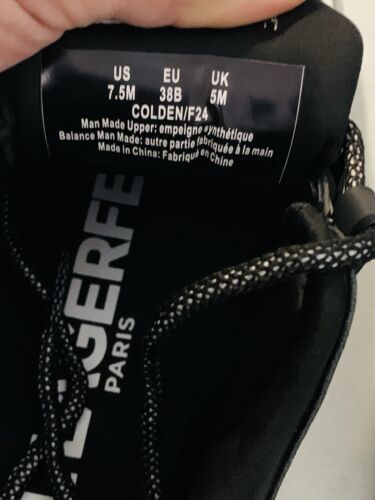 US EU UK
7.5M 38B 5M
COLDEN/F24
Man Made Upper: empeigne synthétique
Balance Man Made: autre partie fabriquée à la main
Made in China: Fabriqué en Chine
LAGERFE
PARIS